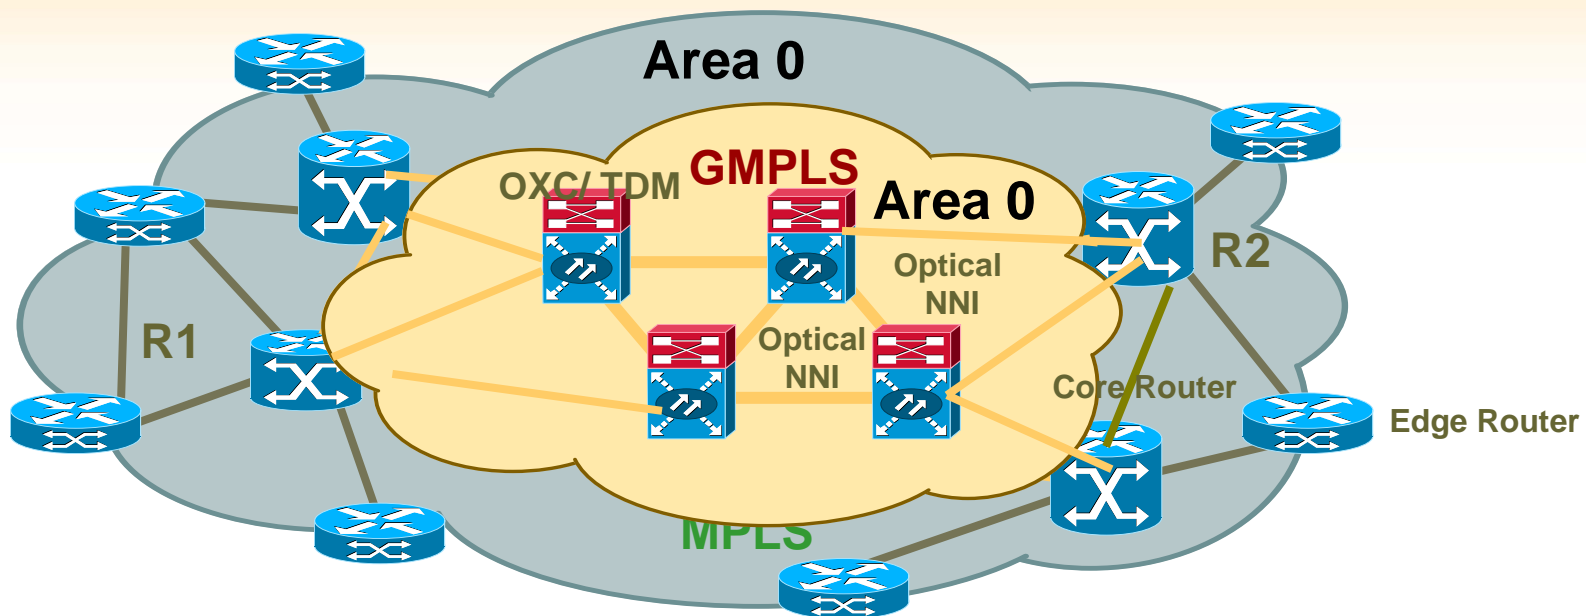 Area 0
GMPLS
OXC/ TDM
Area 0
R2
Optical
NNI
R1
Optical
NNI
Core Router
Edge Router
MPLS